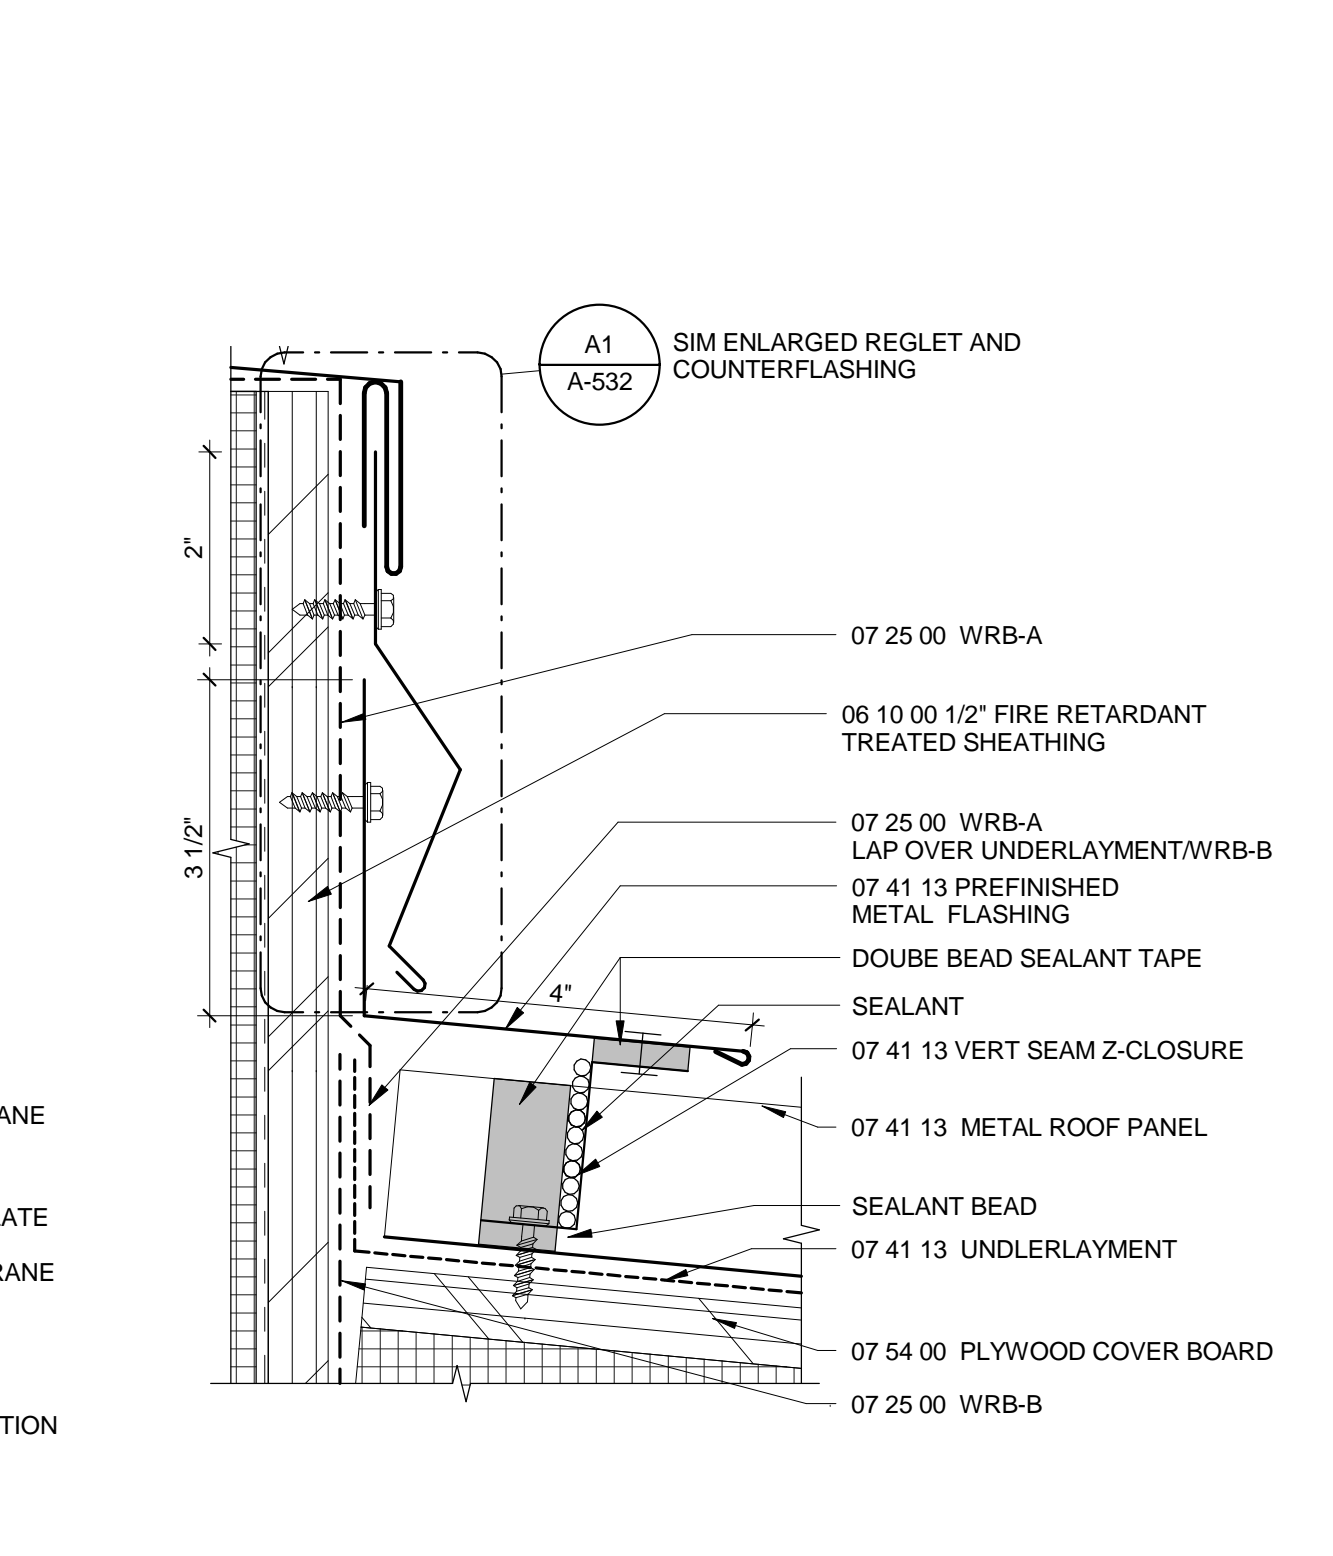 A1
A-532
SIM ENLARGED REGLET AND
COUNTERFLASHING
2"
3 1/2"
4"
07 25 00 WRB-A
06 10 00 1/2" FIRE RETARDANT
TREATED SHEATHING
07 25 00 WRB-A
LAP OVER UNDERLAYMENT/WRB-B
07 41 13 PREFINISHED
METAL FLASHING
DOUBE BEAD SEALANT TAPE
SEALANT
07 41 13 VERT SEAM Z-CLOSURE
07 41 13 METAL ROOF PANEL
SEALANT BEAD
07 41 13 UNDLERLAYMENT
07 54 00 PLYWOOD COVER BOARD
07 25 00 WRB-B
ANE
ATE
RANE
TION